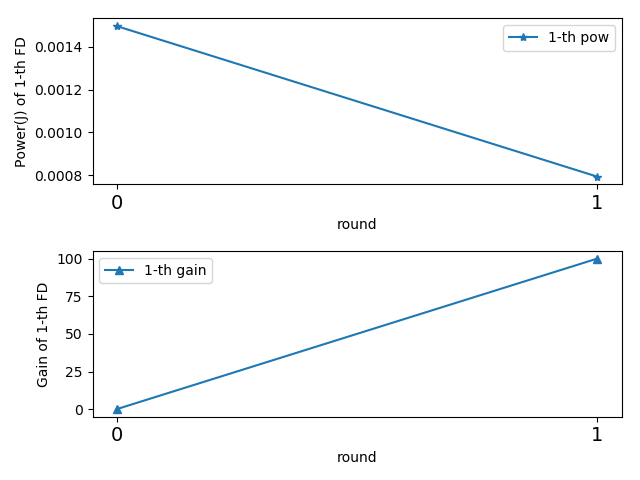 Power(J) of 1-th FD
0.0014
0.0012
0.0010
0.0008
1-th pow
0 1
round
Gain of 1-th FD
100
75
50
25
0
1-th gain
0 1
round